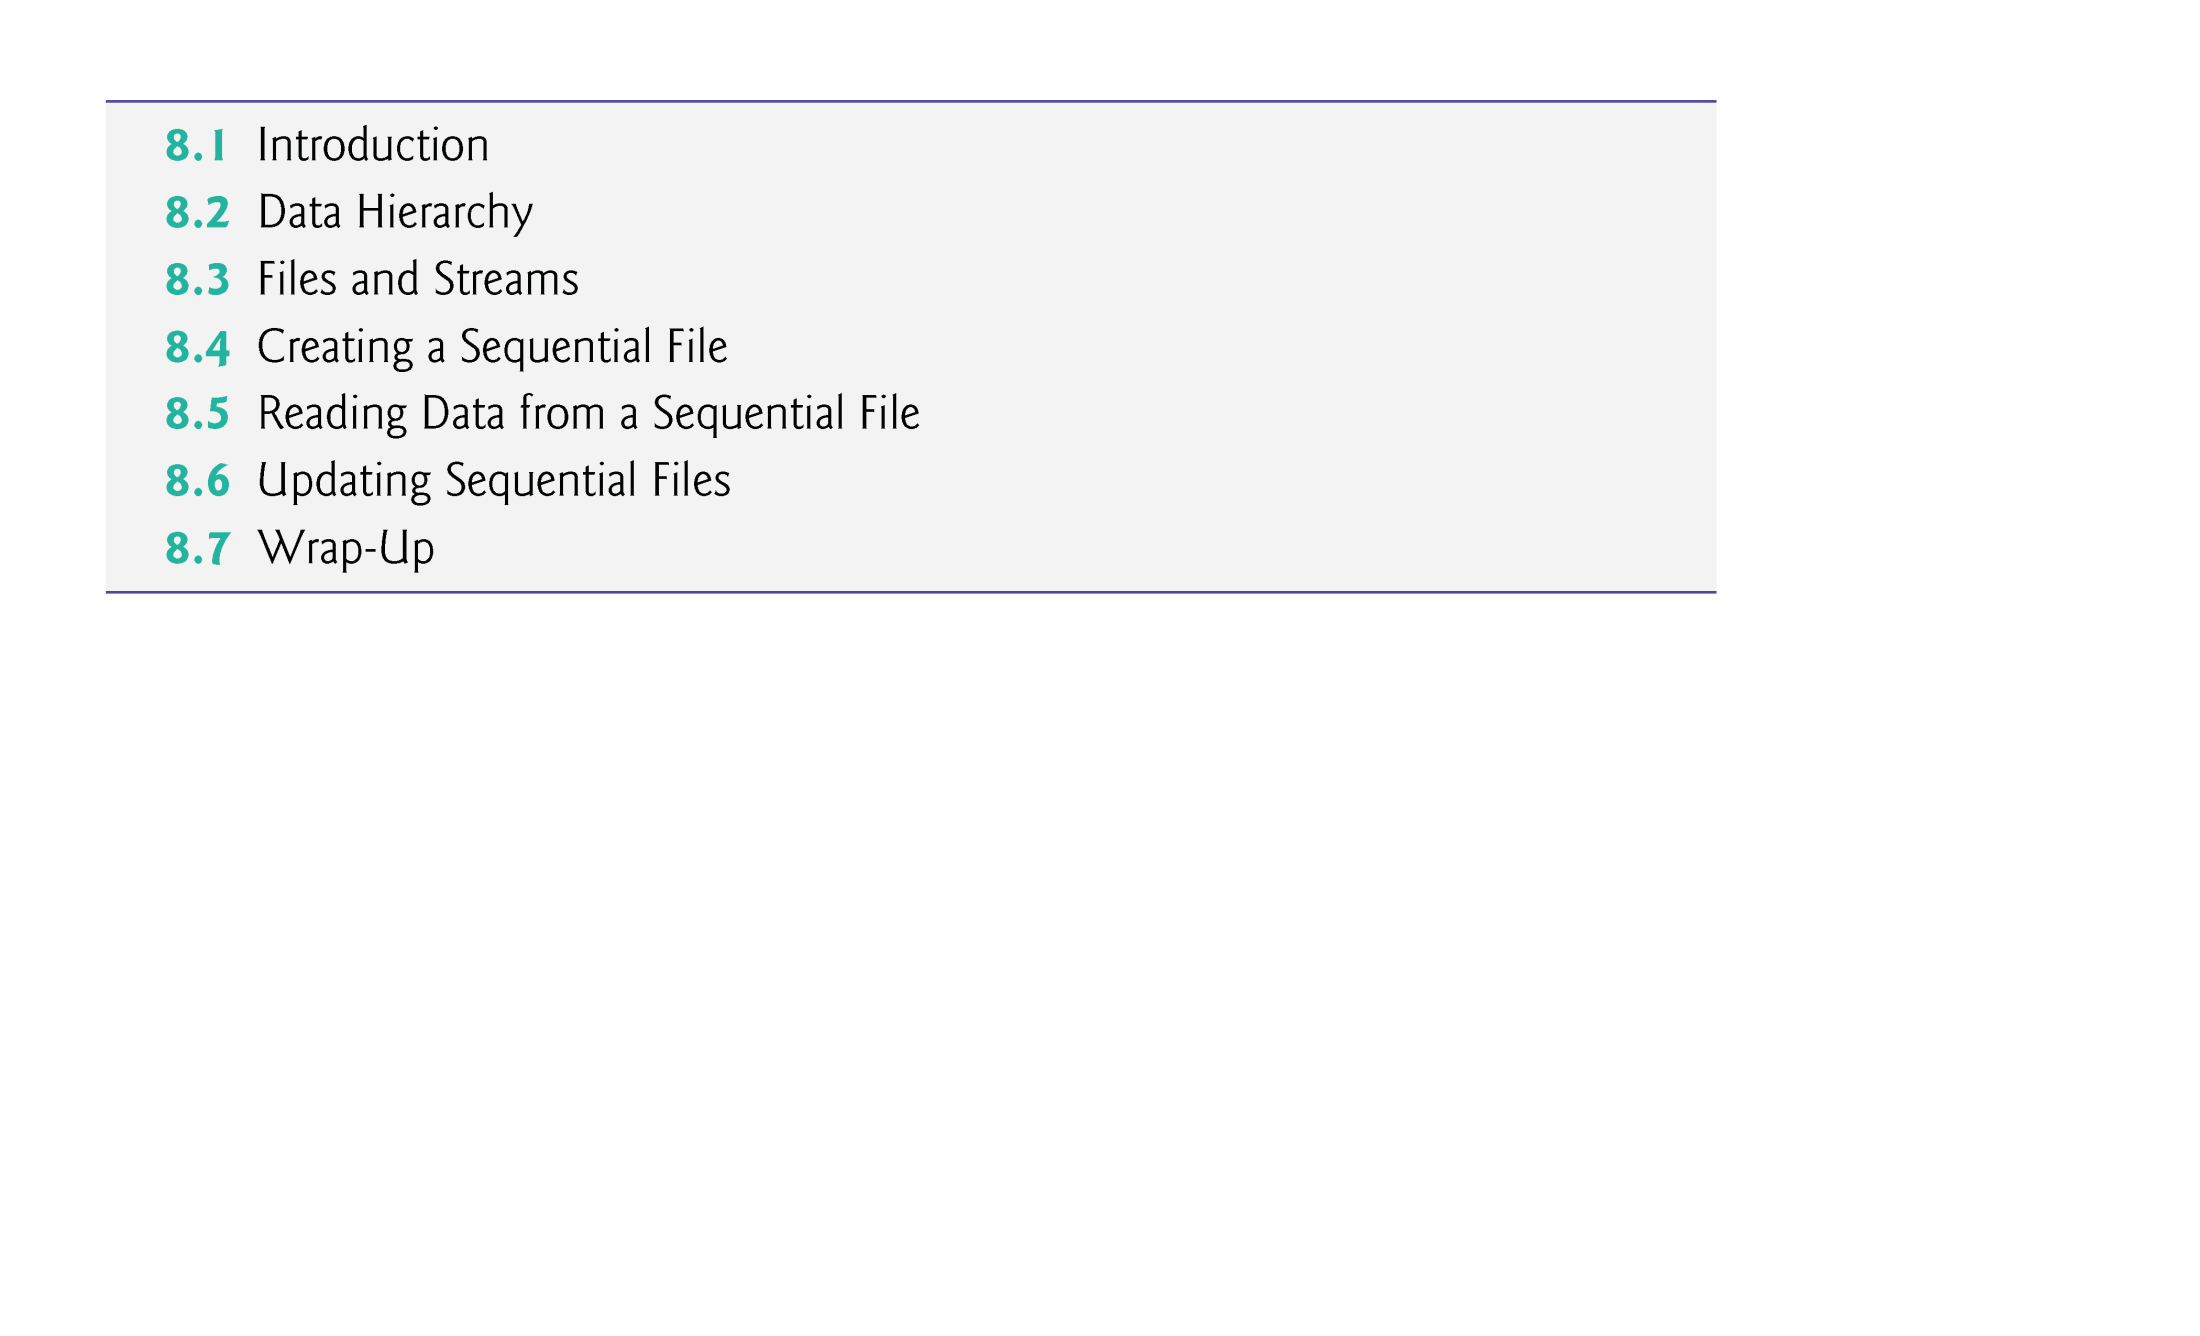 8.1 Introduction
8.2 Data Hierarchy
8.3 Files and Streams
8.4 Creating a Sequential File
8.5 Reading Data from a Sequential File
8.6 Updating Sequential Files
8.7 Wrap-Up